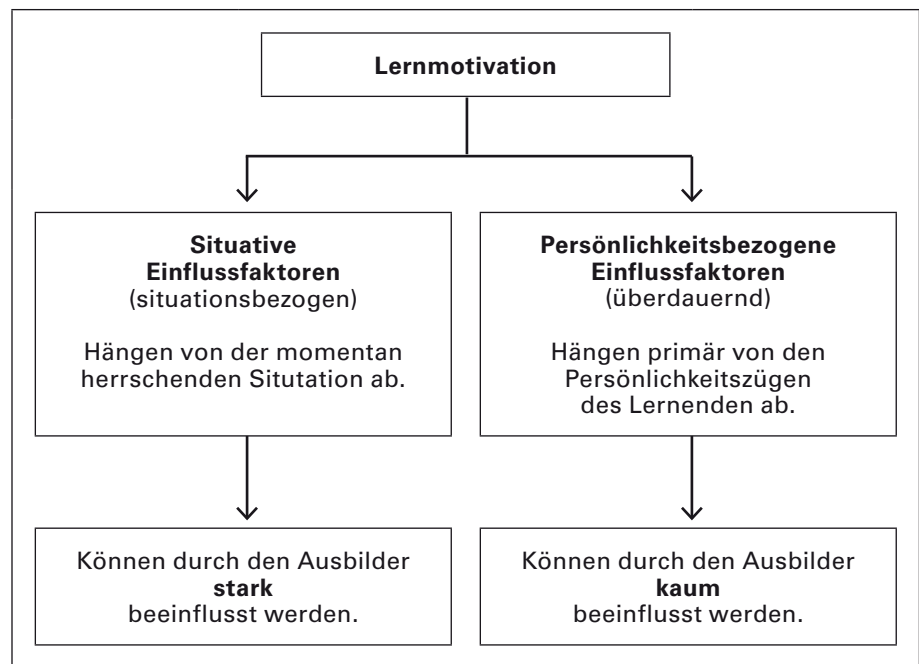 Lernmotivation
Situative
Einflussfaktoren
(situationsbezogen)
Hängen von der momentan
herrschenden Situtation ab.
Persönlichkeitsbezogene
Einflussfaktoren
(überdauernd)
Hängen primär von den
Persönlichkeitszügen
des Lernenden ab.
Können durch den Ausbilder
stark
beeinflusst werden.
Können durch den Ausbilder
kaum
beeinflusst werden.